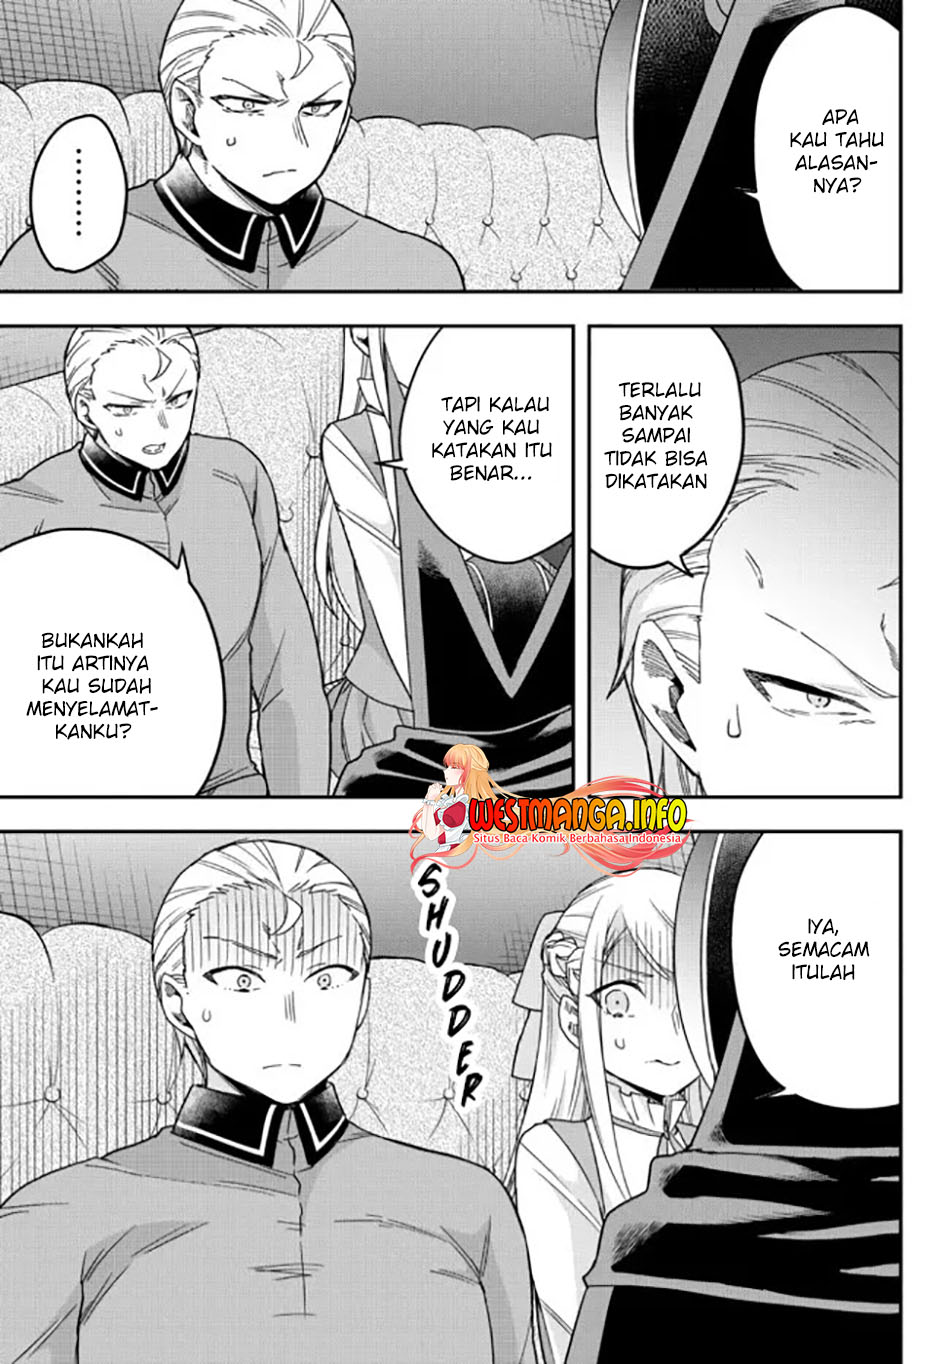 APA
KAU TAHU
ALASAN-
NYA?
..........
TERLALU
BANYAK
SAMPAI
TIDAK BISA
DIKATAKAN
TAPI KALAU
YANG KAU
KATAKAN ITU
BENAR...
BUKANKAH
ITU ARTINYA
KAU SUDAH
MENYELAMAT-
KANKU?
WESTMANGA.INFO
Situs Baca Komik Berbahasa Indonesia
IYA,
SEMACAM
ITULAH
SHUDDER